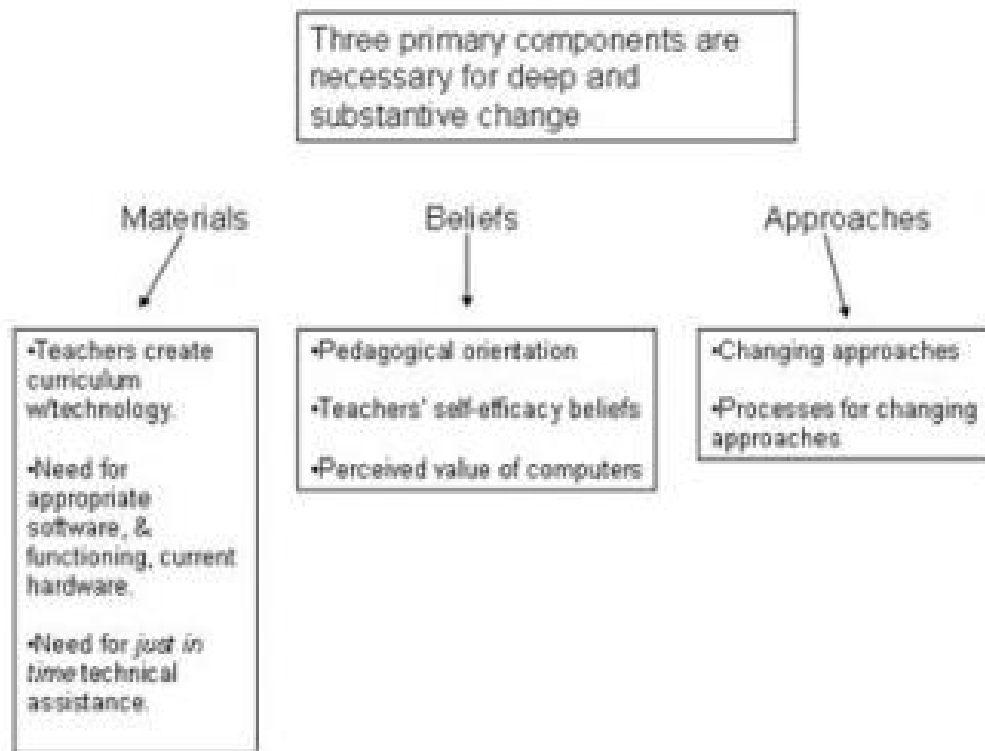 Three primary components are
necessary for deep and
substantive change
Materials
Beliefs
Approaches
•Teachers create
curriculum
w/technology.
•Need for
appropriate
software, &
functioning, current
hardware.
•Need for just in
time technical
assistance.
•Pedagogical orientation
•Teachers' self-efficacy beliefs
•Perceived value of computers
•Changing approaches
•Processes for changing
approaches